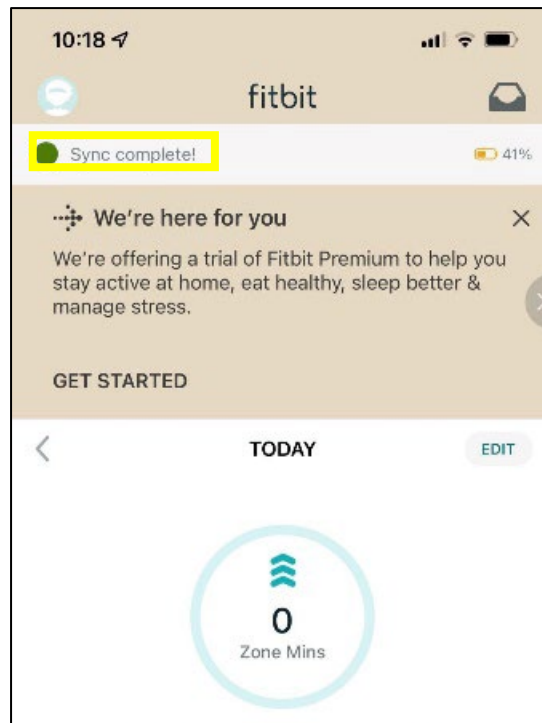 10:18
fitbit
Sync complete!
41%
We're here for you
We're offering a trial of Fitbit Premium to help you
stay active at home, eat healthy, sleep better &
manage stress.
GET STARTED
TODAY
EDIT
0
Zone Mins